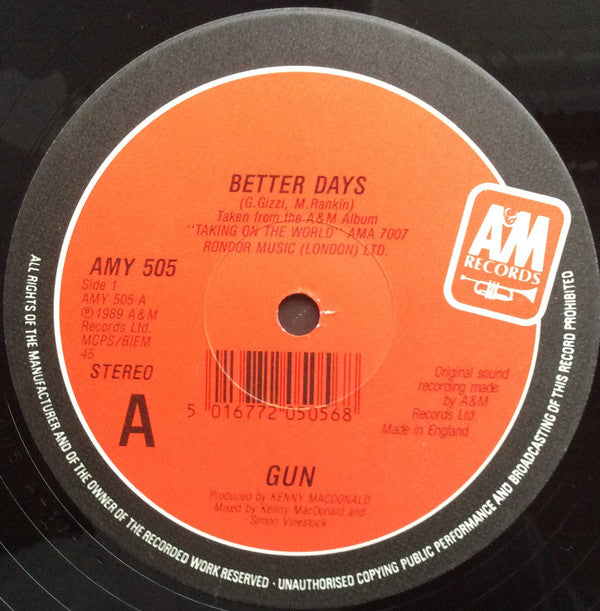 BETTER DAYS
(G.Gizzi, M.Rankin)
Taken from the A&M Album
"TAKING ON THE WORLD" AMA 7007
RONDOR MUSIC (LONDON) LTD.
A&M
RECORDS
AMY 505
Side 1
AMY 505 A
℗ 1989 A&M
Records Ltd.
MCPS/BIEM
45
STEREO
A
5 016772 050568
Original sound
recording made
by A&M
Records Ltd.
Made in England
GUN
Produced by KENNY MACDONALD
Mixed by Kenny MacDonald and
Simon Vinestock
ALL RIGHTS OF THE MANUFACTURER AND OF THE OWNER OF THE RECORDED WORK RESERVED · UNAUTHORISED COPYING PUBLIC PERFORMANCE AND BROADCASTING OF THIS RECORD PROHIBITED